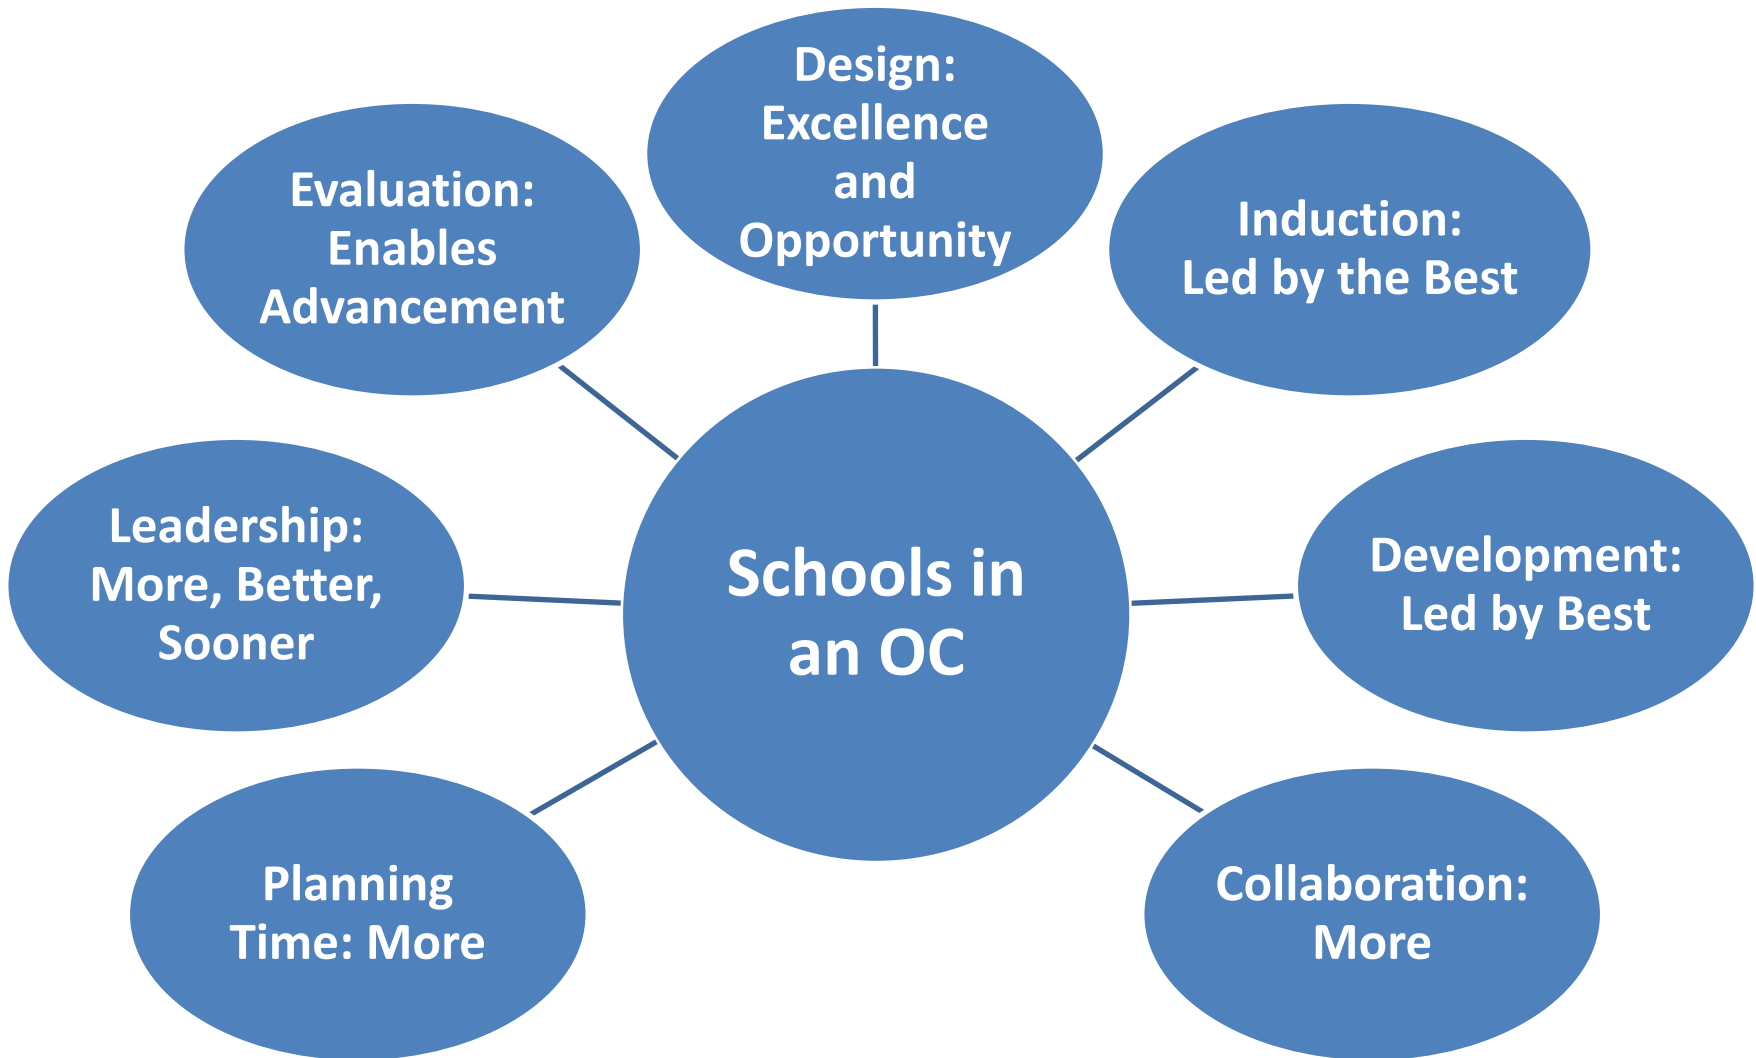 Design:
Excellence
and
Opportunity
Induction:
Led by the Best
Development:
Led by Best
Collaboration:
More
Planning
Time: More
Leadership:
More, Better,
Sooner
Evaluation:
Enables
Advancement
Schools in
an OC